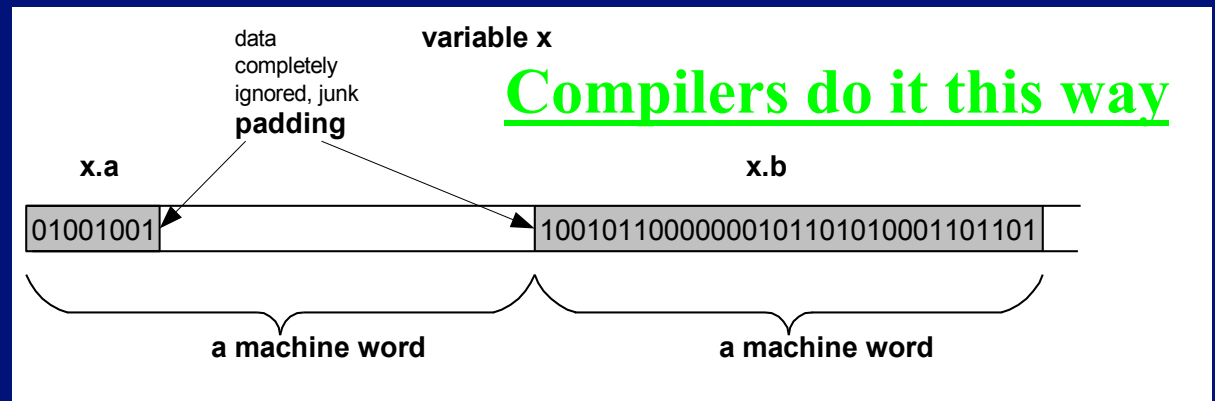 data
completely
ignored, junk
padding
variable x
Compilers do it this way
x.a
x.b
01001001
10010110000000101101010001101101
a machine word
a machine word